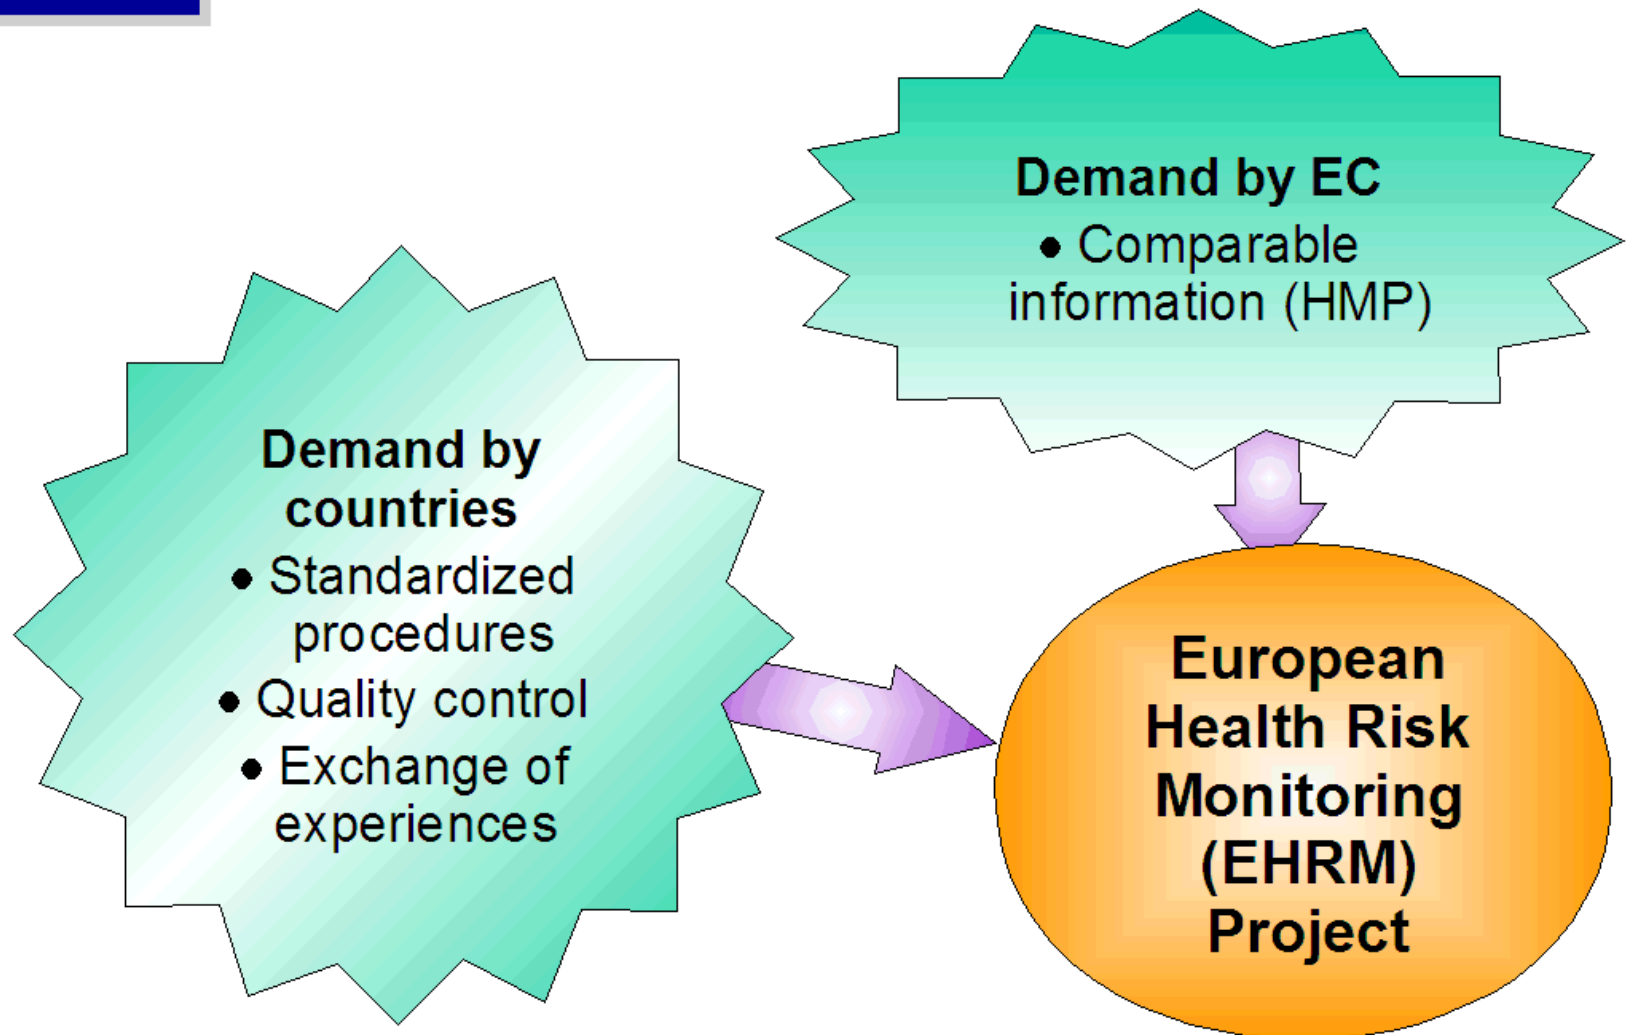 Demand by EC
• Comparable
information (HMP)
Demand by
countries
• Standardized
procedures
• Quality control
• Exchange of
experiences
European
Health Risk
Monitoring
(EHRM)
Project